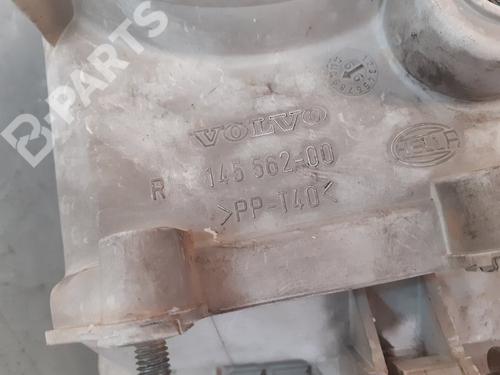 B-PARTS
VOLVO
R 145 562-00
HELLA
>PP-T40<